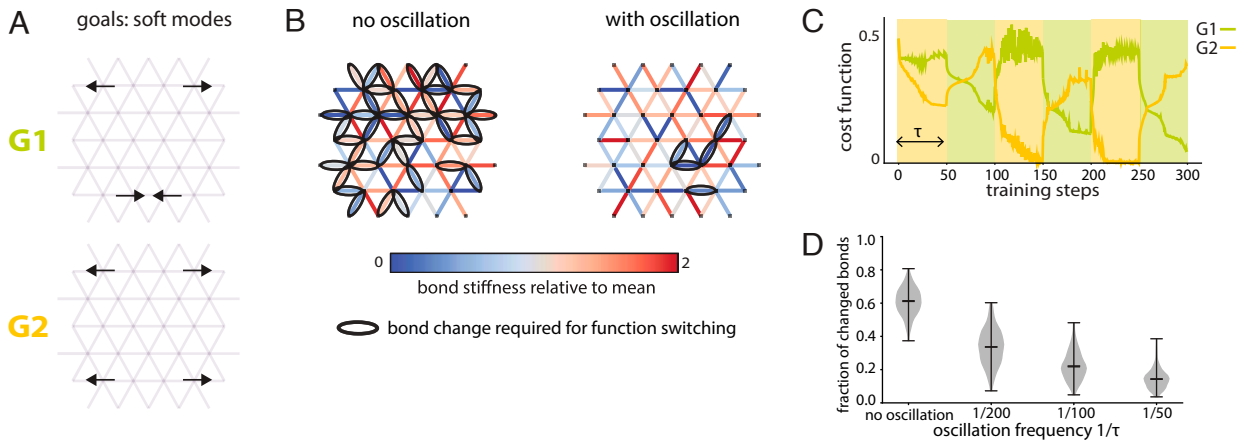 A
goals: soft modes
G1
G2
B
no oscillation
with oscillation
0
2
bond stiffness relative to mean
bond change required for function switching
C
G1
G2
cost function
0.5
0
τ
0
50
100
150
200
250
300
training steps
D
fraction of changed bonds
1.0
0.8
0.6
0.4
0.2
0.0
no oscillation
1/200
1/100
1/50
oscillation frequency 1/τ